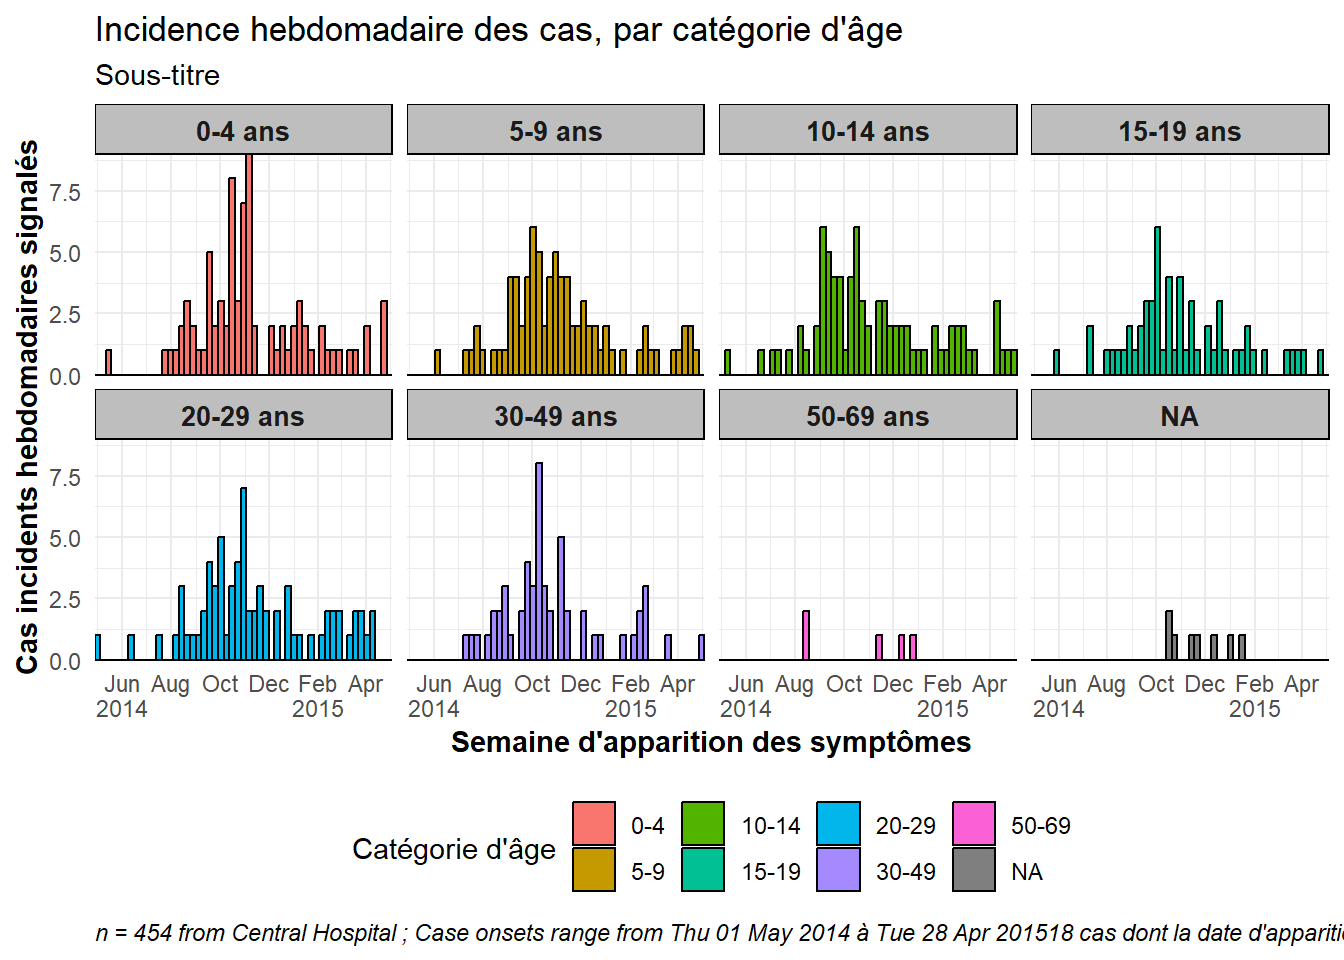 Incidence hebdomadaire des cas, par catégorie d'âge
Sous-titre
0-4 ans 5-9 ans 10-14 ans 15-19 ans
7.5
5.0
2.5
0.0
20-29 ans 30-49 ans 50-69 ans NA
7.5
5.0
2.5
0.0
Cas incidents hebdomadaires signalés
Jun Aug Oct Dec Feb Apr Jun Aug Oct Dec Feb Apr Jun Aug Oct Dec Feb Apr Jun Aug Oct Dec Feb Apr
2014 2015 2014 2015 2014 2015 2014 2015
Semaine d'apparition des symptômes
Catégorie d'âge
0-4 10-14 20-29 50-69
5-9 15-19 30-49 NA
n = 454 from Central Hospital ; Case onsets range from Thu 01 May 2014 à Tue 28 Apr 201518 cas dont la date